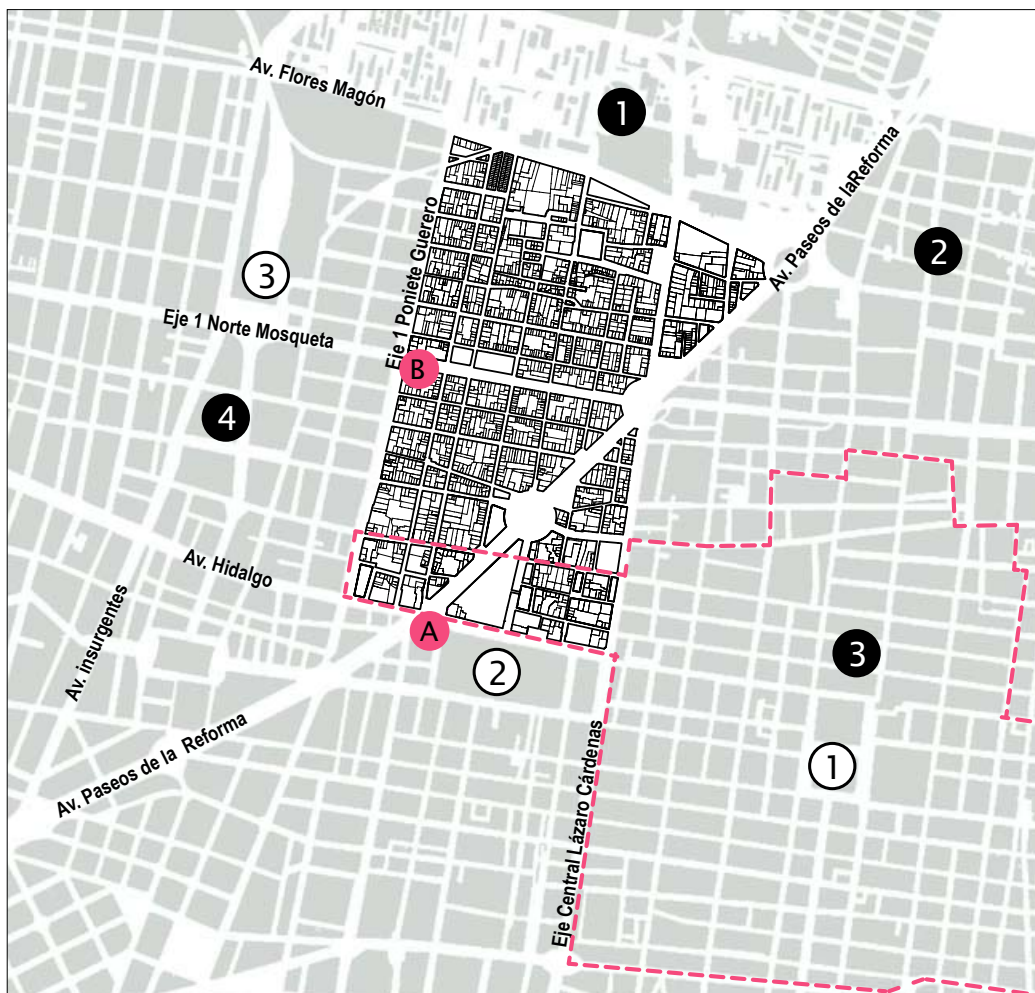 Av. Flores Magón
1
Av. Paseos de laReforma
2
Eje 1 Poniete Guerero
3
Eje 1 Norte Mosqueta
B
4
Av. Hidalgo
A
Av. insurgentes
2
3
Av. Paseos de la Reforma
Eje Central Lázaro Cárdenas
1